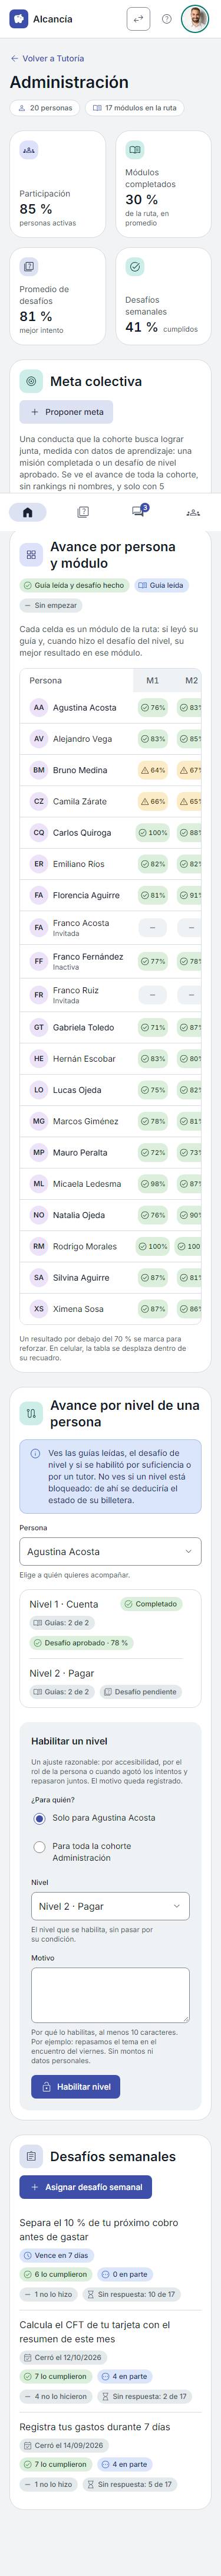 Alcancía
← Volver a Tutoría
Administración
20 personas
17 módulos en la ruta
Participación
85 %
personas activas
Módulos
completados
30 %
de la ruta, en
promedio
Promedio de
desafíos
81 %
mejor intento
Desafíos
semanales
41 % cumplidos
Meta colectiva
+ Proponer meta
Una conducta que la cohorte busca lograr
junta, medida con datos de aprendizaje: una
misión completada o un desafío de nivel
aprobado. Se ve el avance de toda la cohorte,
sin rankings ni nombres, y solo con 5
3
Avance por persona
y módulo
Guía leída y desafío hecho
Guía leída
Sin empezar
Cada celda es un módulo de la ruta: si leyó su
guía y, cuando hizo el desafío del nivel, su
mejor resultado en ese módulo.
Persona M1 M2
AA Agustina Acosta 76% 83%
AV Alejandro Vega 83% 85%
BM Bruno Medina 64% 67%
CZ Camila Zárate 66% 65%
CQ Carlos Quiroga 100% 88%
ER Emiliano Ríos 82% 82%
FA Florencia Aguirre 81% 91%
FA Franco Acosta – –
Invitada
FF Franco Fernández 77% 78%
Inactiva
FR Franco Ruiz – –
Invitada
GT Gabriela Toledo 71% 87%
HE Hernán Escobar 83% 80%
LO Lucas Ojeda 75% 82%
MG Marcos Giménez 78% 81%
MP Mauro Peralta 72% 73%
ML Micaela Ledesma 98% 87%
NO Natalia Ojeda 76% 90%
RM Rodrigo Morales 100% 100
SA Silvina Aguirre 87% 81%
XS Ximena Sosa 87% 86%
Un resultado por debajo del 70 % se marca para
reforzar. En celular, la tabla se desplaza dentro de
su recuadro.
Avance por nivel de una
persona
Ves las guías leídas, el desafío de
nivel y si se habilitó por suficiencia o
por un tutor. No ves si un nivel está
bloqueado: de ahí se deduciría el
estado de su billetera.
Persona
Agustina Acosta
Elige a quién quieres acompañar.
Nivel 1 · Cuenta
Completado
Guías: 2 de 2
Desafío aprobado · 78 %
Nivel 2 · Pagar
Guías: 2 de 2
Desafío pendiente
Habilitar un nivel
Un ajuste razonable: por accesibilidad, por el
rol de la persona o cuando agotó los intentos y
repasaron juntos. El motivo queda registrado.
¿Para quién?
Solo para Agustina Acosta
Para toda la cohorte
Administración
Nivel
Nivel 2 · Pagar
El nivel que se habilita, sin pasar por
su condición.
Motivo
Por qué lo habilitas, al menos 10 caracteres.
Por ejemplo: repasamos el tema en el
encuentro del viernes. Sin montos ni
datos personales.
Habilitar nivel
Desafíos semanales
+ Asignar desafío semanal
Separa el 10 % de tu próximo cobro
antes de gastar
Vence en 7 días
6 lo cumplieron
0 en parte
1 no lo hizo
Sin respuesta: 10 de 17
Calcula el CFT de tu tarjeta con el
resumen de este mes
Cerró el 12/10/2026
7 lo cumplieron
4 en parte
4 no lo hicieron
Sin respuesta: 2 de 17
Registra tus gastos durante 7 días
Cerró el 14/09/2026
7 lo cumplieron
4 en parte
1 no lo hizo
Sin respuesta: 5 de 17